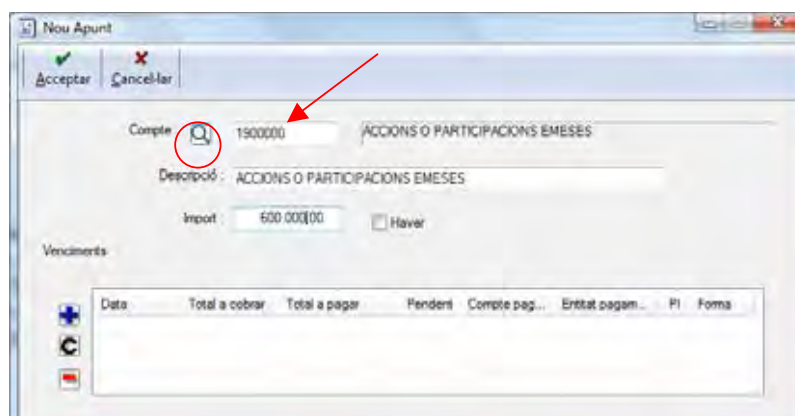 Nou Apunt
Acceptar Cancel·lar
Compte 1900000 ACCIONS O PARTICIPACIONS EMESES
Descripció: ACCIONS O PARTICIPACIONS EMESES
Import 600.000,00 Haver
Venciments
Data Total a cobrar Total a pagar Pendent Compte pag... Entitat pagam... Pl Forma
C